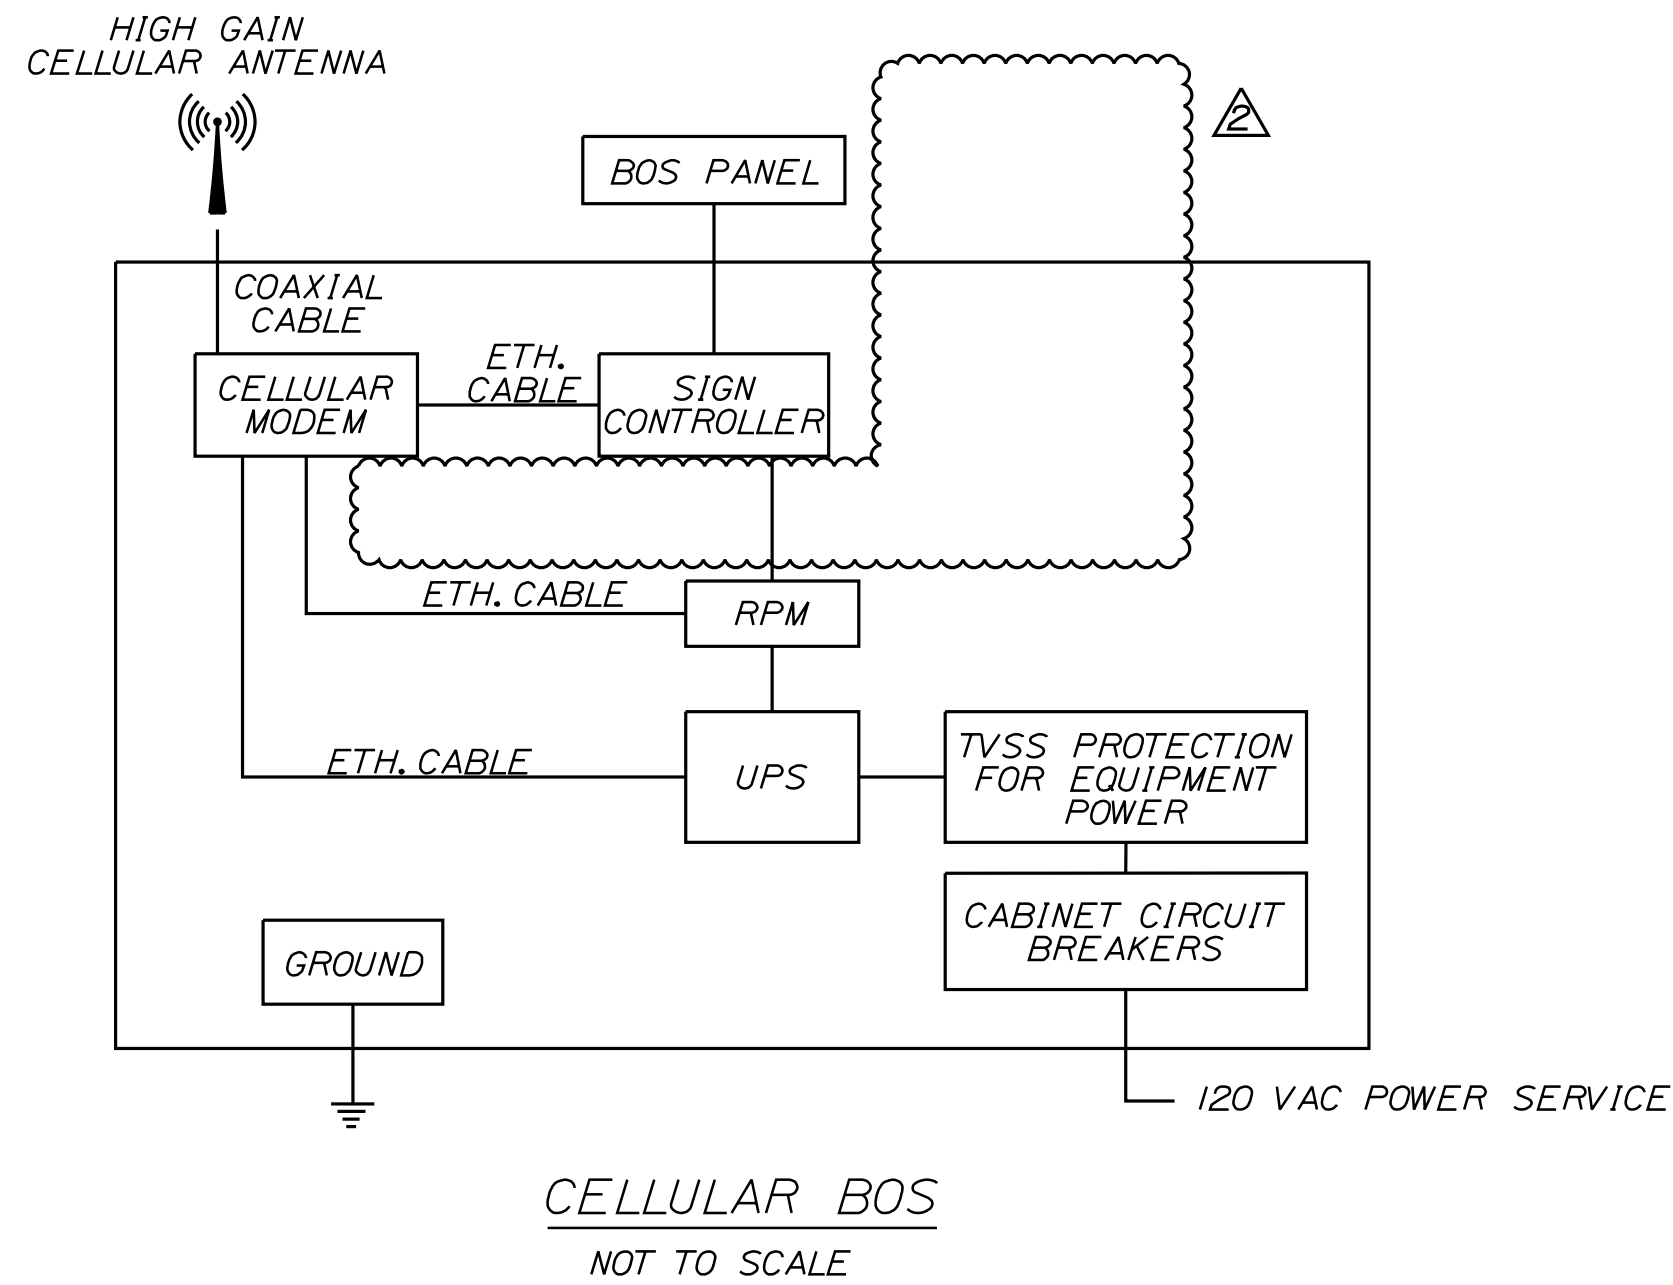 HIGH GAIN
CELLULAR ANTENNA
2
BOS PANEL
COAXIAL
CABLE
CELLULAR
MODEM
ETH.
CABLE
SIGN
CONTROLLER
ETH. CABLE
RPM
ETH. CABLE
UPS
TVSS PROTECTION
FOR EQUIPMENT
POWER
CABINET CIRCUIT
BREAKERS
GROUND
120 VAC POWER SERVICE
CELLULAR BOS
NOT TO SCALE